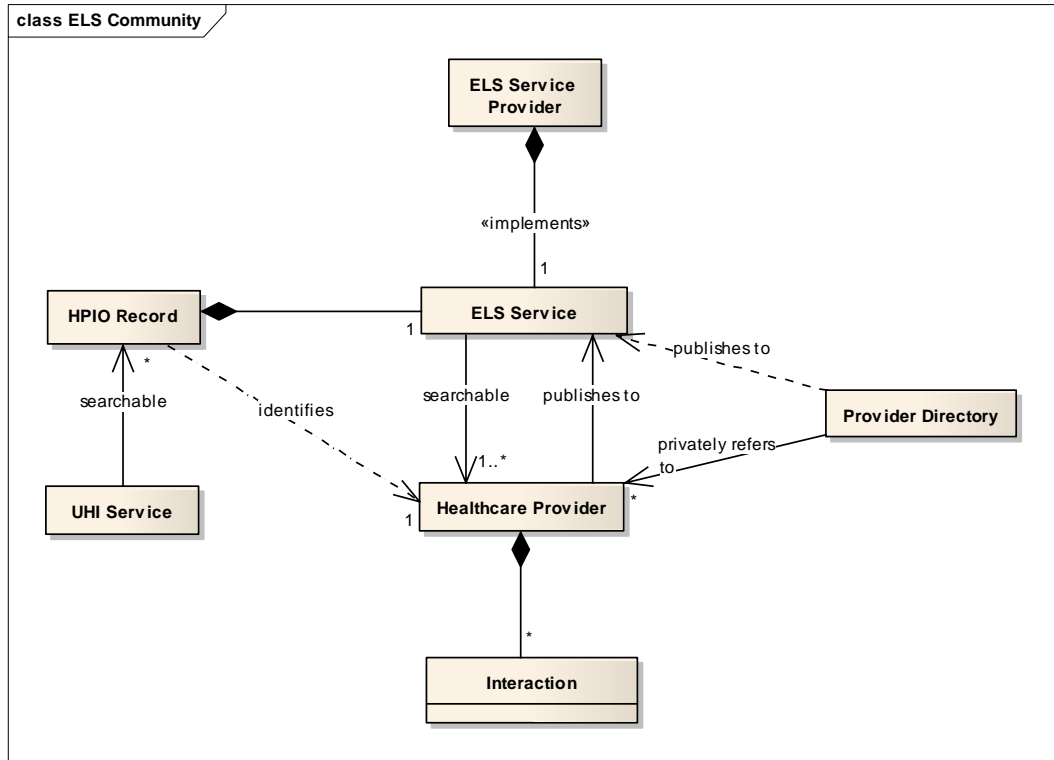 class ELS Community
ELS Service
Provider
«implements»
1
HPIO Record
1
ELS Service
publishes to
*
searchable
identifies
searchable
publishes to
Provider Directory
privately refers
to
1..*
*
UHI Service
1
Healthcare Provider
*
Interaction